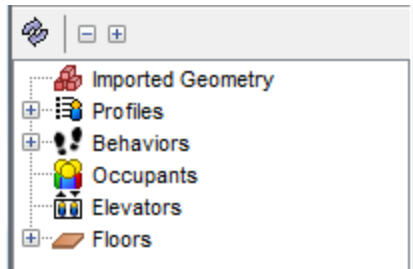 Imported Geometry
Profiles
Behaviors
Occupants
Elevators
Floors